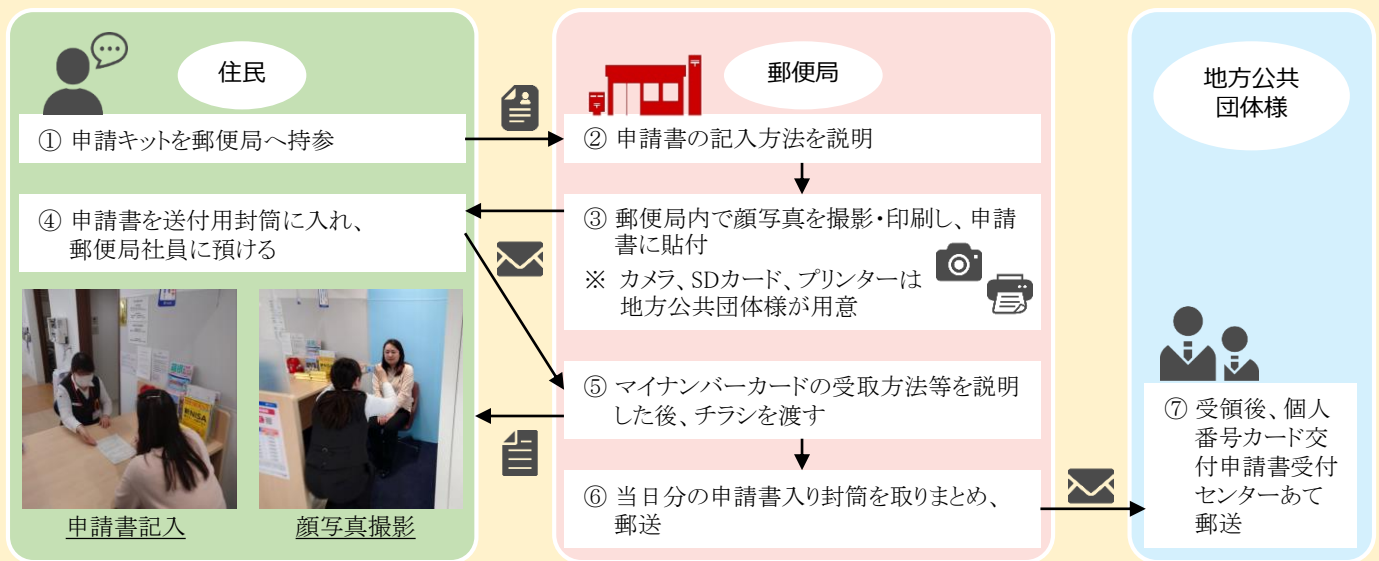 住民
① 申請キットを郵便局へ持参
④ 申請書を送付用封筒に入れ、
郵便局社員に預ける
申請書記入
顔写真撮影
郵便局
② 申請書の記入方法を説明
③ 郵便局内で顔写真を撮影・印刷し、申請
書に貼付
※ カメラ、SDカード、プリンターは
地方公共団体様が用意
⑤ マイナンバーカードの受取方法等を説明
した後、チラシを渡す
⑥ 当日分の申請書入り封筒を取りまとめ、
郵送
地方公共
団体様
⑦ 受領後、個人
番号カード交
付申請書受付
センターあて
郵送